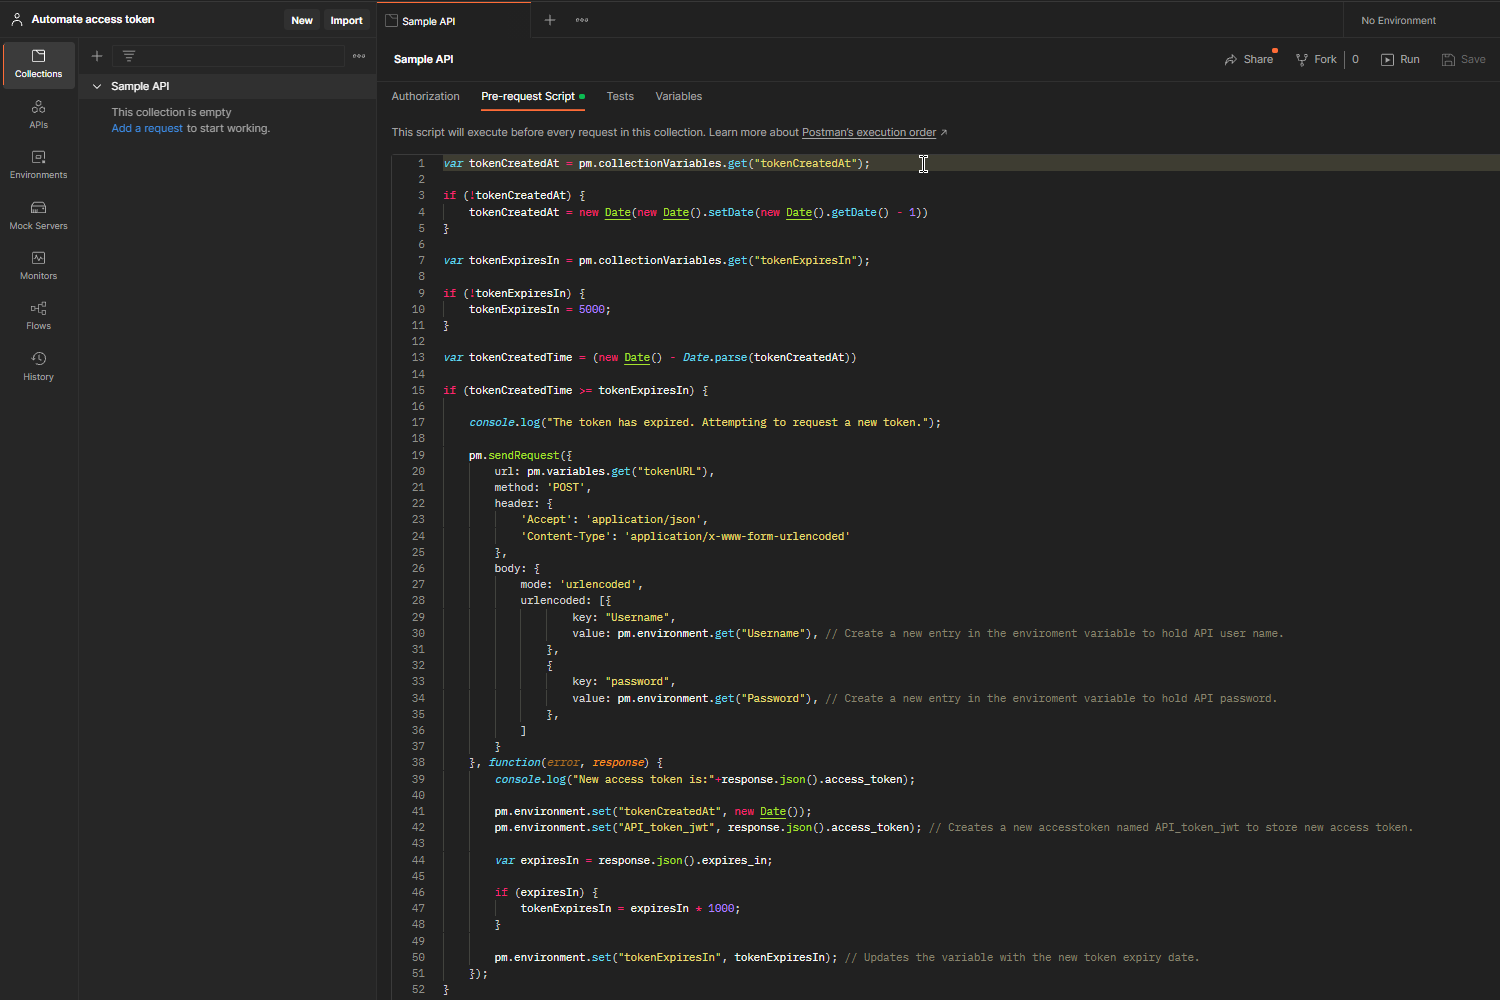 Automate access token
New
Import
Sample API
No Environment
Collections
APIs
Environments
Mock Servers
Monitors
Flows
History
Sample API
This collection is empty
Add a request to start working.
Sample API
Share
Fork
0
Run
Save
Authorization
Pre-request Script
Tests
Variables
This script will execute before every request in this collection. Learn more about Postman's execution order ↗
1 var tokenCreatedAt = pm.collectionVariables.get("tokenCreatedAt");
2
3 if (!tokenCreatedAt) {
4 tokenCreatedAt = new Date(new Date().setDate(new Date().getDate() - 1))
5 }
6
7 var tokenExpiresIn = pm.collectionVariables.get("tokenExpiresIn");
8
9 if (!tokenExpiresIn) {
10 tokenExpiresIn = 5000;
11 }
12
13 var tokenCreatedTime = (new Date() - Date.parse(tokenCreatedAt))
14
15 if (tokenCreatedTime >= tokenExpiresIn) {
16
17 console.log("The token has expired. Attempting to request a new token.");
18
19 pm.sendRequest({
20 url: pm.variables.get("tokenURL"),
21 method: 'POST',
22 header: {
23 'Accept': 'application/json',
24 'Content-Type': 'application/x-www-form-urlencoded'
25 },
26 body: {
27 mode: 'urlencoded',
28 urlencoded: [{
29 key: "Username",
30 value: pm.environment.get("Username"), // Create a new entry in the enviroment variable to hold API user name.
31 },
32 {
33 key: "password",
34 value: pm.environment.get("Password"), // Create a new entry in the enviroment variable to hold API password.
35 },
36 ]
37 }
38 }, function(error, response) {
39 console.log("New access token is:"+response.json().access_token);
40
41 pm.environment.set("tokenCreatedAt", new Date());
42 pm.environment.set("API_token_jwt", response.json().access_token); // Creates a new accesstoken named API_token_jwt to store new access token.
43
44 var expiresIn = response.json().expires_in;
45
46 if (expiresIn) {
47 tokenExpiresIn = expiresIn * 1000;
48 }
49
50 pm.environment.set("tokenExpiresIn", tokenExpiresIn); // Updates the variable with the new token expiry date.
51 });
52 }